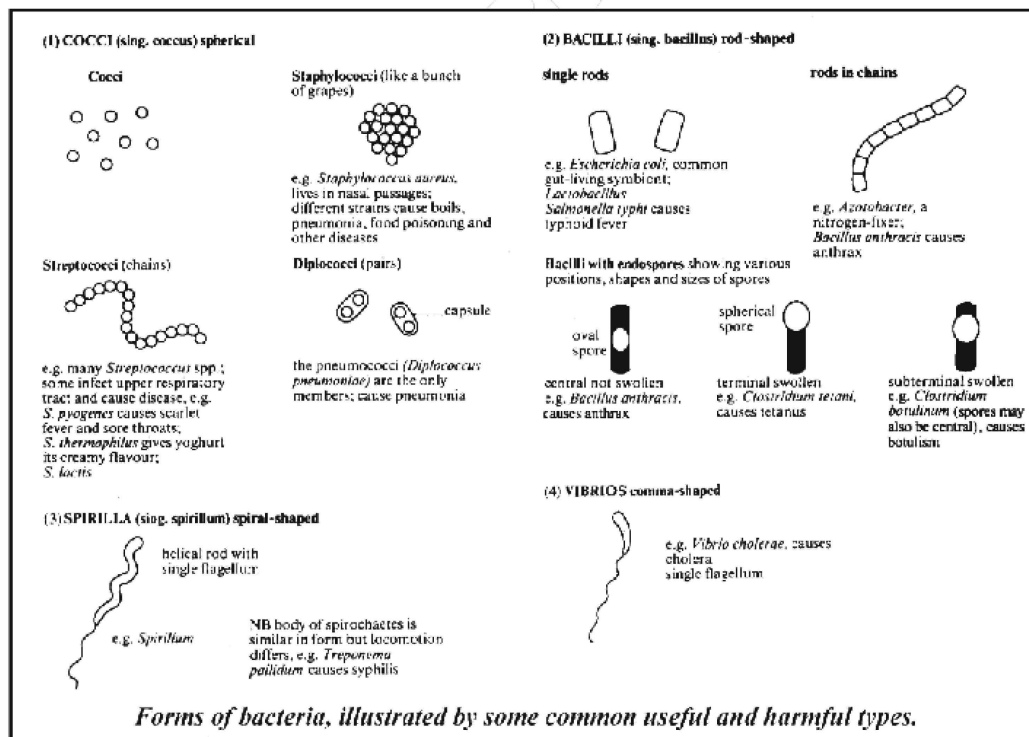 (1) COCCI (sing. coccus) spherical
Cocci
Staphylococci (like a bunch
of grapes)
e.g. Staphylococcus aureus,
lives in nasal passages;
different strains cause boils,
pneumonia, food poisoning and
other diseases
Streptococci (chains)
e.g. many Streptococcus spp.;
some infect upper respiratory
tract and cause disease, e.g.
S. pyogenes causes scarlet
fever and sore throats;
S. thermophilus gives yoghurt
its creamy flavour;
S. lactis
Diplococci (pairs)
capsule
the pneumococci (Diplococcus
pneumoniae) are the only
members; cause pneumonia
(2) BACILLI (sing. bacillus) rod-shaped
single rods
e.g. Escherichia coli, common
gut-living symbiont;
Lactobacillus
Salmonella typhi causes
typhoid fever
rods in chains
e.g. Azotobacter, a
nitrogen-fixer;
Bacillus anthracis causes
anthrax
Bacilli with endospores showing various
positions, shapes and sizes of spores
oval
spore
central not swollen
e.g. Bacillus anthracis,
causes anthrax
spherical
spore
terminal swollen
e.g. Clostridium tetani,
causes tetanus
subterminal swollen
e.g. Clostridium
botulinum (spores may
also be central), causes
botulism
(3) SPIRILLA (sing. spirillum) spiral-shaped
helical rod with
single flagellum
e.g. Spirillum
NB body of spirochaetes is
similar in form but locomotion
differs, e.g. Treponema
pallidum causes syphilis
(4) VIBRIOS comma-shaped
e.g. Vibrio cholerae, causes
cholera
single flagellum
Forms of bacteria, illustrated by some common useful and harmful types.